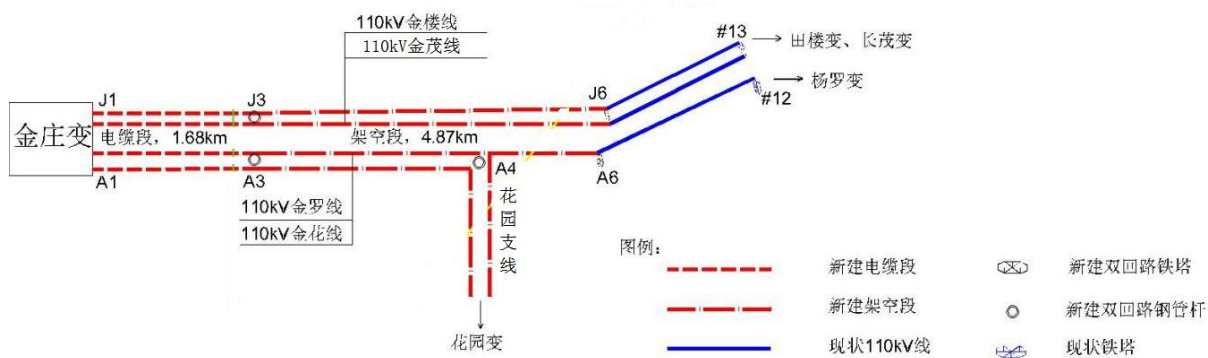 110kV金楼线
110kV金茂线
#13
田楼变、长茂变
J1
J3
J6
杨罗变
#12
金庄变
电缆段，1.68km
架空段，4.87km
A1
A3
A4
A6
110kV金罗线
110kV金花线
花园支线
花园变
图例：
新建电缆段
新建双回路铁塔
新建架空段
新建双回路钢管杆
现状110kV线
现状铁塔